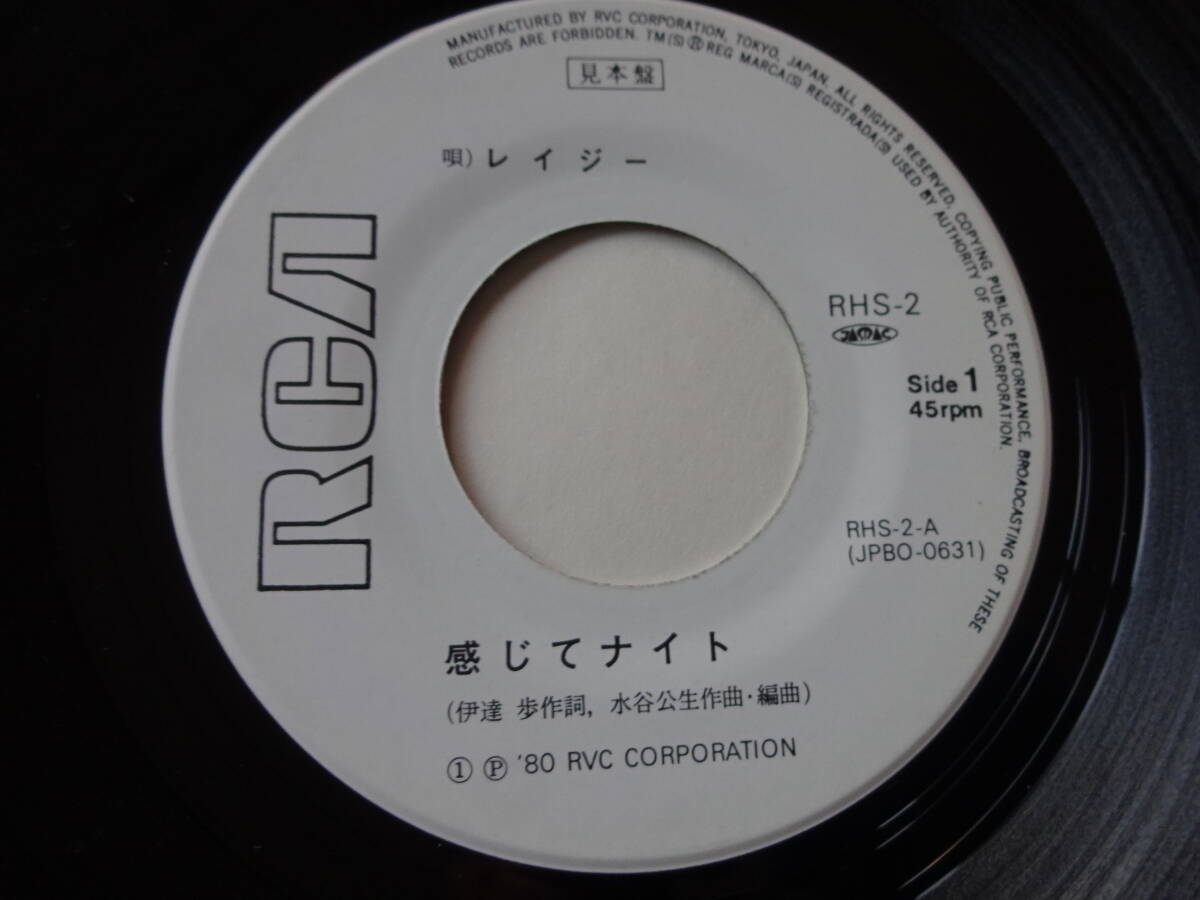 MANUFACTURED BY RVC CORPORATION, TOKYO, JAPAN. ALL RIGHTS RESERVED, COPYING PUBLIC PERFORMANCE, BROADCASTING OF THESE
RECORDS ARE FORBIDDEN. TM(S) Ⓡ REG MARCA(S) REGISTRADA(S) USED BY AUTHORITY OF RCA CORPORATION.
見本盤
唄)レイジー
RCA
RHS-2
JASRAC
Side 1
45rpm
RHS-2-A
(JPBO-0631)
感じてナイト
(伊達 歩作詞, 水谷公生作曲・編曲)
① Ⓟ '80 RVC CORPORATION